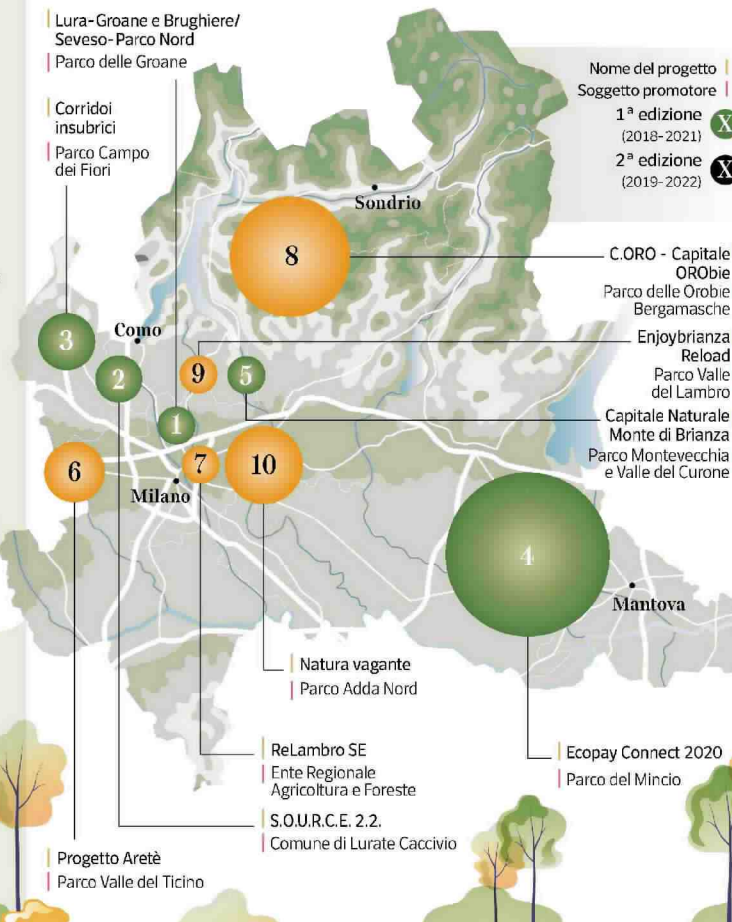 Lura-Groane e Brughiere/
Seveso-Parco Nord
Parco delle Groane
Corridoi
insubrici
Parco Campo
dei Fiori
Nome del progetto
Soggetto promotore
1ª edizione
(2018-2021)
X
2ª edizione
(2019-2022)
X
Sondrio
8
C.ORO - Capitale
ORObie
Parco delle Orobie
Bergamasche
Como
3
2
9
5
Enjoybrianza
Reload
Parco Valle
del Lambro
1
Capitale Naturale
Monte di Brianza
Parco Montevecchia
e Valle del Curone
6
7
10
Milano
4
Mantova
Natura vagante
Parco Adda Nord
ReLambro SE
Ente Regionale
Agricoltura e Foreste
Ecopay Connect 2020
Parco del Mincio
S.O.U.R.C.E. 2.2.
Comune di Lurate Caccivio
Progetto Aretè
Parco Valle del Ticino